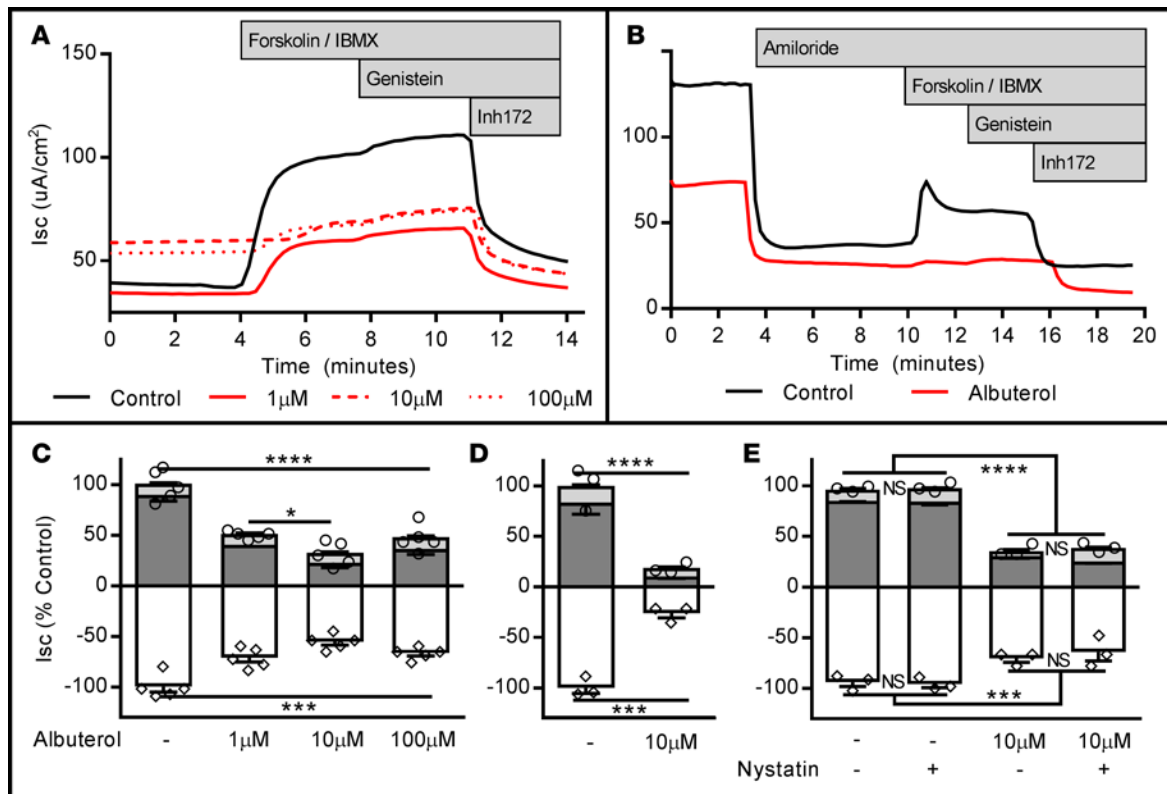 A
150
100
50
Isc (uA/cm²)
Forskolin / IBMX
Genistein
Inh172
0 2 4 6 8 10 12 14
Time (minutes)
Control 1µM 10µM 100µM
B
100
50
0
Amiloride
Forskolin / IBMX
Genistein
Inh172
0 2 4 6 8 10 12 14 16 18 20
Time (minutes)
Control Albuterol
C
100
50
0
-50
-100
Isc (% Control)
****
*
***
Albuterol - 1µM 10µM 100µM
D
100
50
0
-50
-100
****
***
- 10µM
E
100
50
0
-50
-100
****
NS NS
NS NS
***
- - 10µM 10µM
Nystatin - + - +